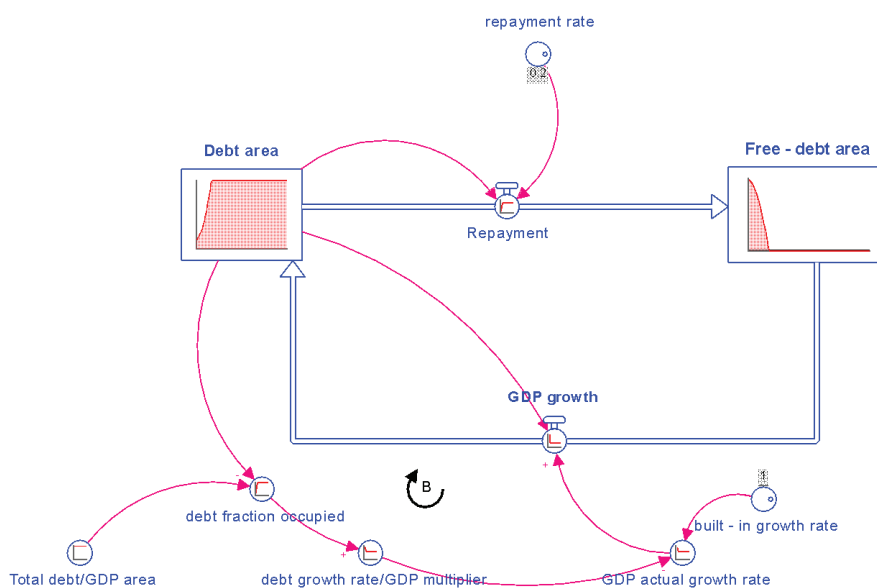 repayment rate
0.2
Debt area
Free - debt area
Repayment
GDP growth
+
B
-
debt fraction occupied
built - in growth rate
+
-
Total debt/GDP area
debt growth rate/GDP multiplier
GDP actual growth rate